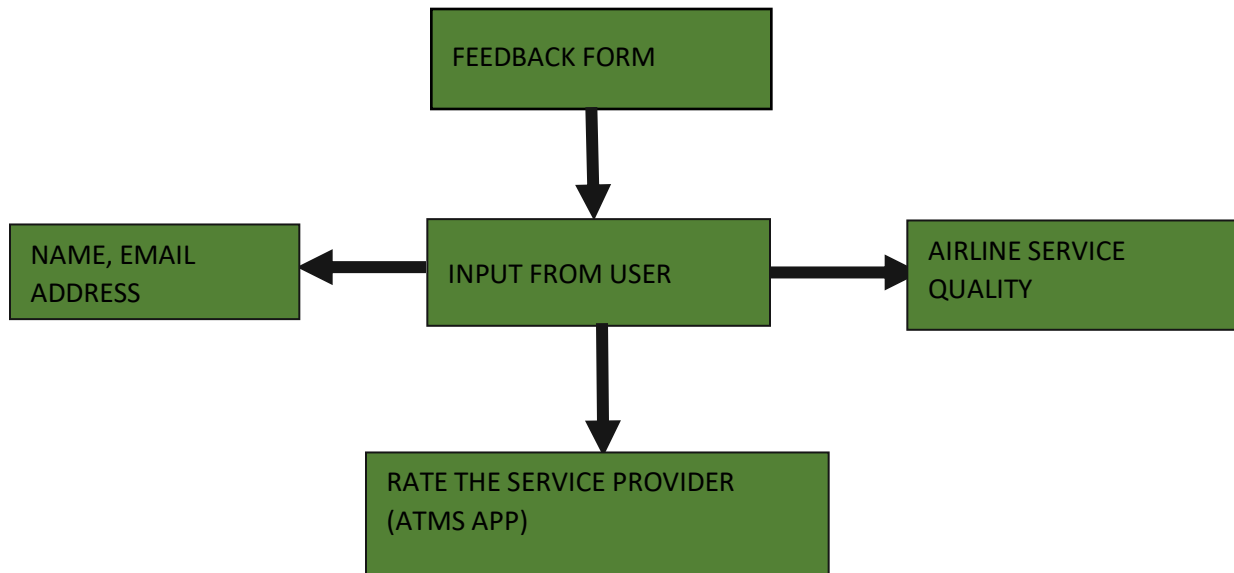 FEEDBACK FORM
NAME, EMAIL
ADDRESS
INPUT FROM USER
AIRLINE SERVICE
QUALITY
RATE THE SERVICE PROVIDER
(ATMS APP)